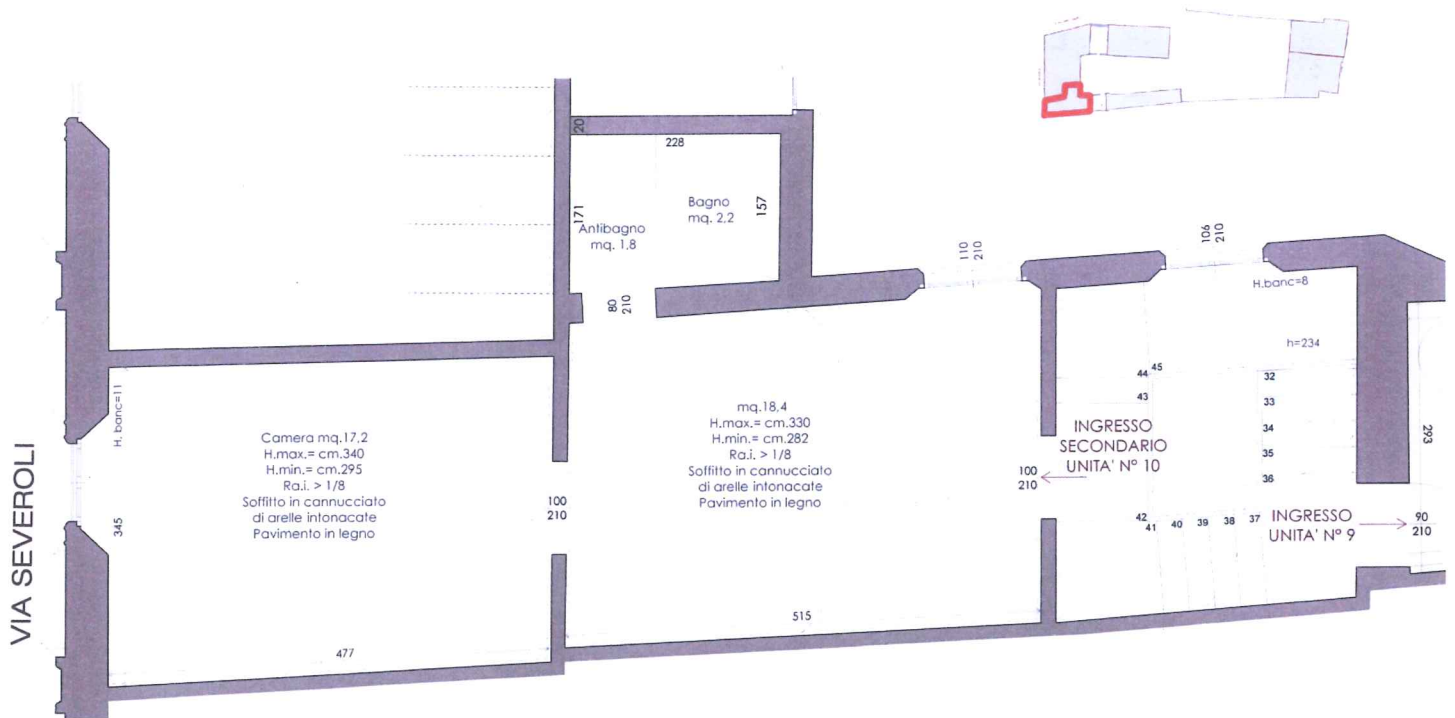 VIA SEVEROLI
20
228
171
Antibagno
mq. 1,8
Bagno
mq. 2,2
157
80
210
110
210
106
210
H.banc=8
h=234
H. banc=11
345
Camera mq.17,2
H.max.= cm.340
H.min.= cm.295
Ra.i. > 1/8
Soffitto in cannucciato
di arelle intonacate
Pavimento in legno
477
100
210
mq.18,4
H.max.= cm.330
H.min.= cm.282
Ra.i. > 1/8
Soffitto in cannucciato
di arelle intonacate
Pavimento in legno
515
100
210
INGRESSO
SECONDARIO
UNITA' N° 10
45
44
43
42
41
40
39
38
37
32
33
34
35
36
INGRESSO
UNITA' N° 9
293
90
210